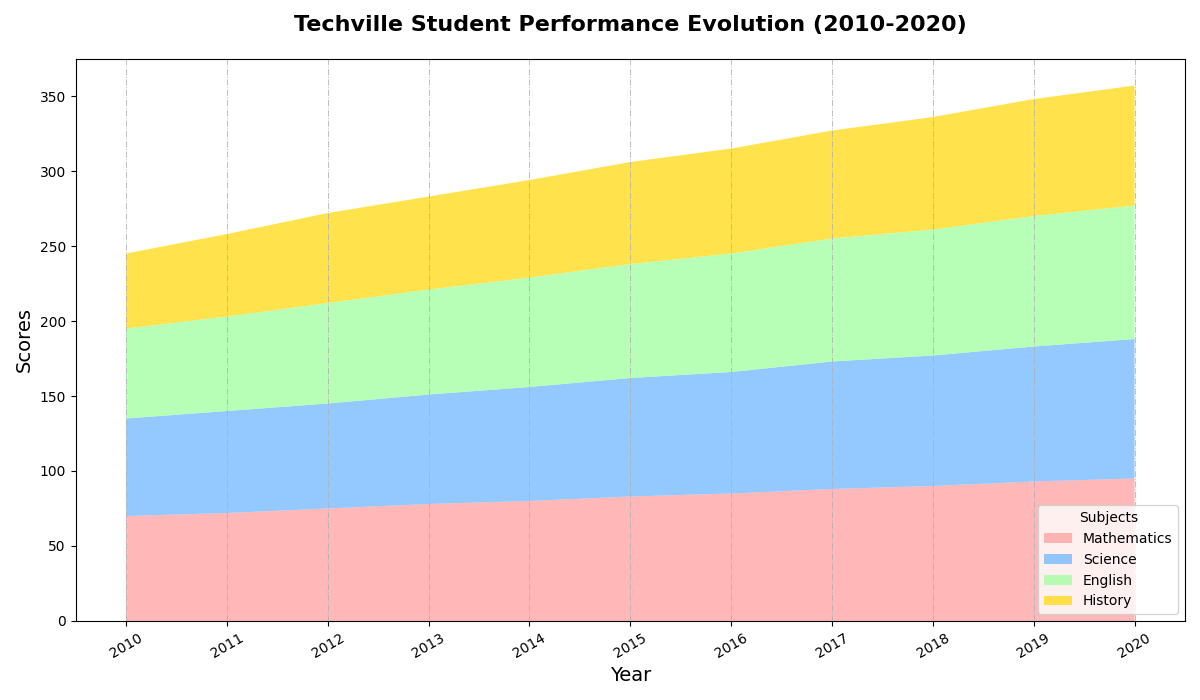 Techville Student Performance Evolution (2010-2020)
350
300
250
200
150
100
50
0
Scores
2010 2011 2012 2013 2014 2015 2016 2017 2018 2019 2020
Year
Subjects
Mathematics
Science
English
History